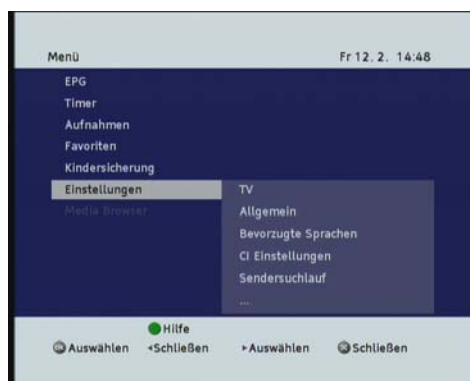 Menü Fr 12. 2. 14:48
EPG
Timer
Aufnahmen
Favoriten
Kindersicherung
Einstellungen TV
Media Browser Allgemein
Bevorzugte Sprachen
CI Einstellungen
Sendersuchlauf
...
Hilfe
OK Auswählen ◂Schließen ▸Auswählen Schließen